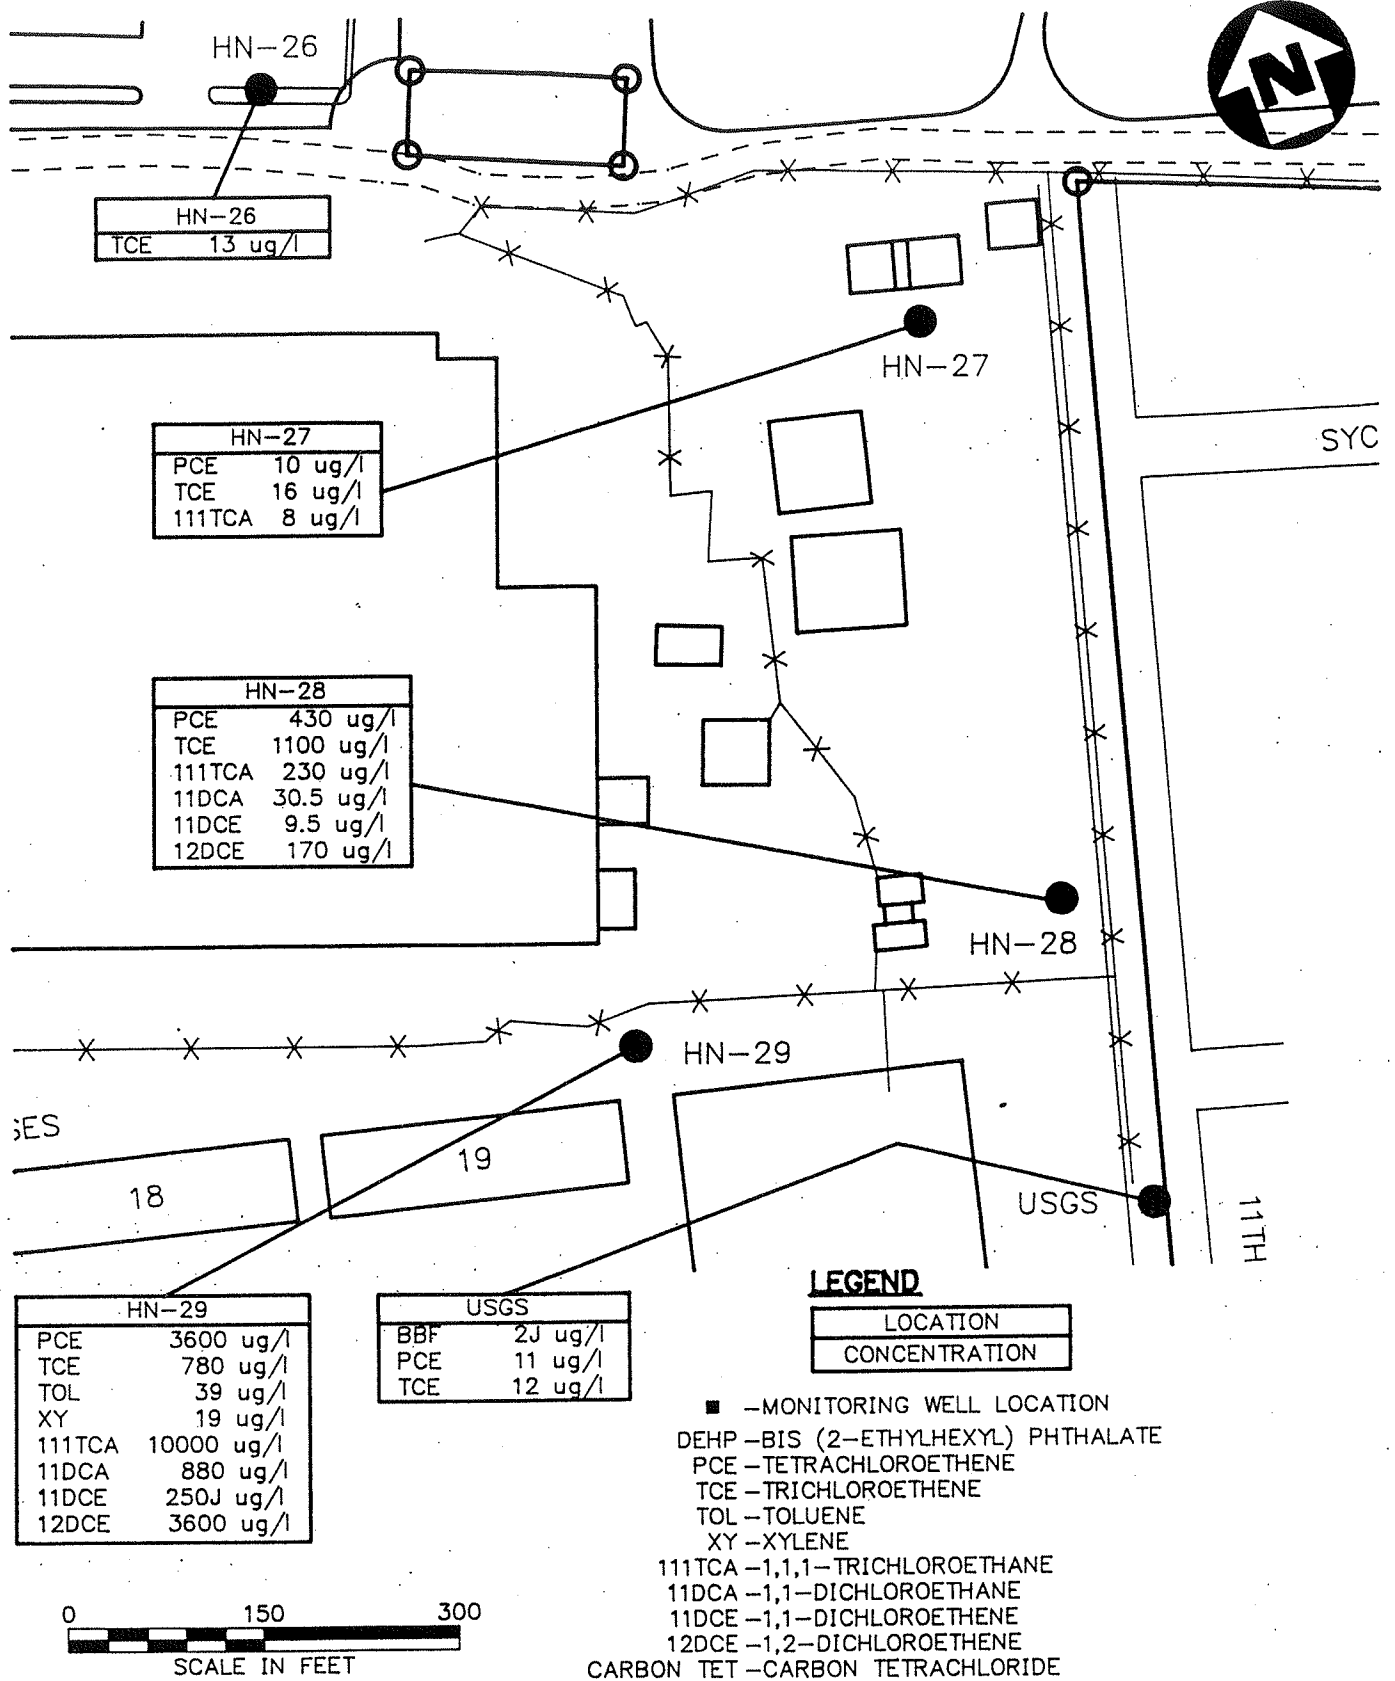 HN-26
N
HN-26
TCE 13 ug/l
HN-27
SYC
HN-27
PCE 10 ug/l
TCE 16 ug/l
111TCA 8 ug/l
HN-28
PCE 430 ug/l
TCE 1100 ug/l
111TCA 230 ug/l
11DCA 30.5 ug/l
11DCE 9.5 ug/l
12DCE 170 ug/l
HN-28
HN-29
SES
19
18
USGS
11TH
HN-29
PCE 3600 ug/l
TCE 780 ug/l
TOL 39 ug/l
XY 19 ug/l
111TCA 10000 ug/l
11DCA 880 ug/l
11DCE 250J ug/l
12DCE 3600 ug/l
USGS
BBF 2J ug/l
PCE 11 ug/l
TCE 12 ug/l
LEGEND
LOCATION
CONCENTRATION
■ -MONITORING WELL LOCATION
DEHP-BIS (2-ETHYLHEXYL) PHTHALATE
PCE-TETRACHLOROETHENE
TCE-TRICHLOROETHENE
TOL-TOLUENE
XY-XYLENE
111TCA-1,1,1-TRICHLOROETHANE
11DCA-1,1-DICHLOROETHANE
11DCE-1,1-DICHLOROETHENE
12DCE-1,2-DICHLOROETHENE
CARBON TET-CARBON TETRACHLORIDE
0 150 300
SCALE IN FEET